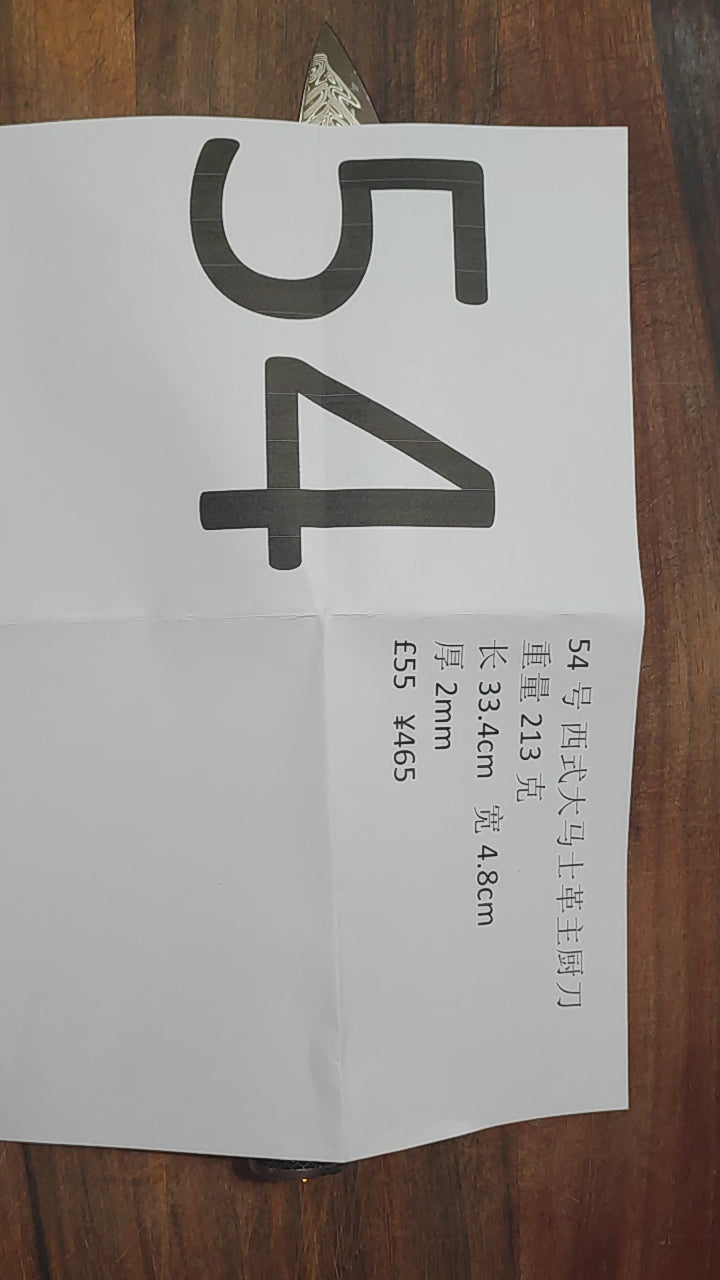 54
54 号 西式大马士革主厨刀
重量 213 克
长 33.4cm 宽 4.8cm
厚 2mm
£55 ¥465